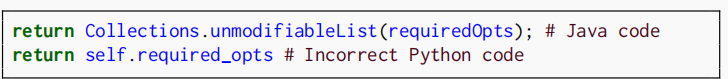 return Collections.unmodifiableList(requiredOpts); # Java code
return self.required_opts # Incorrect Python code